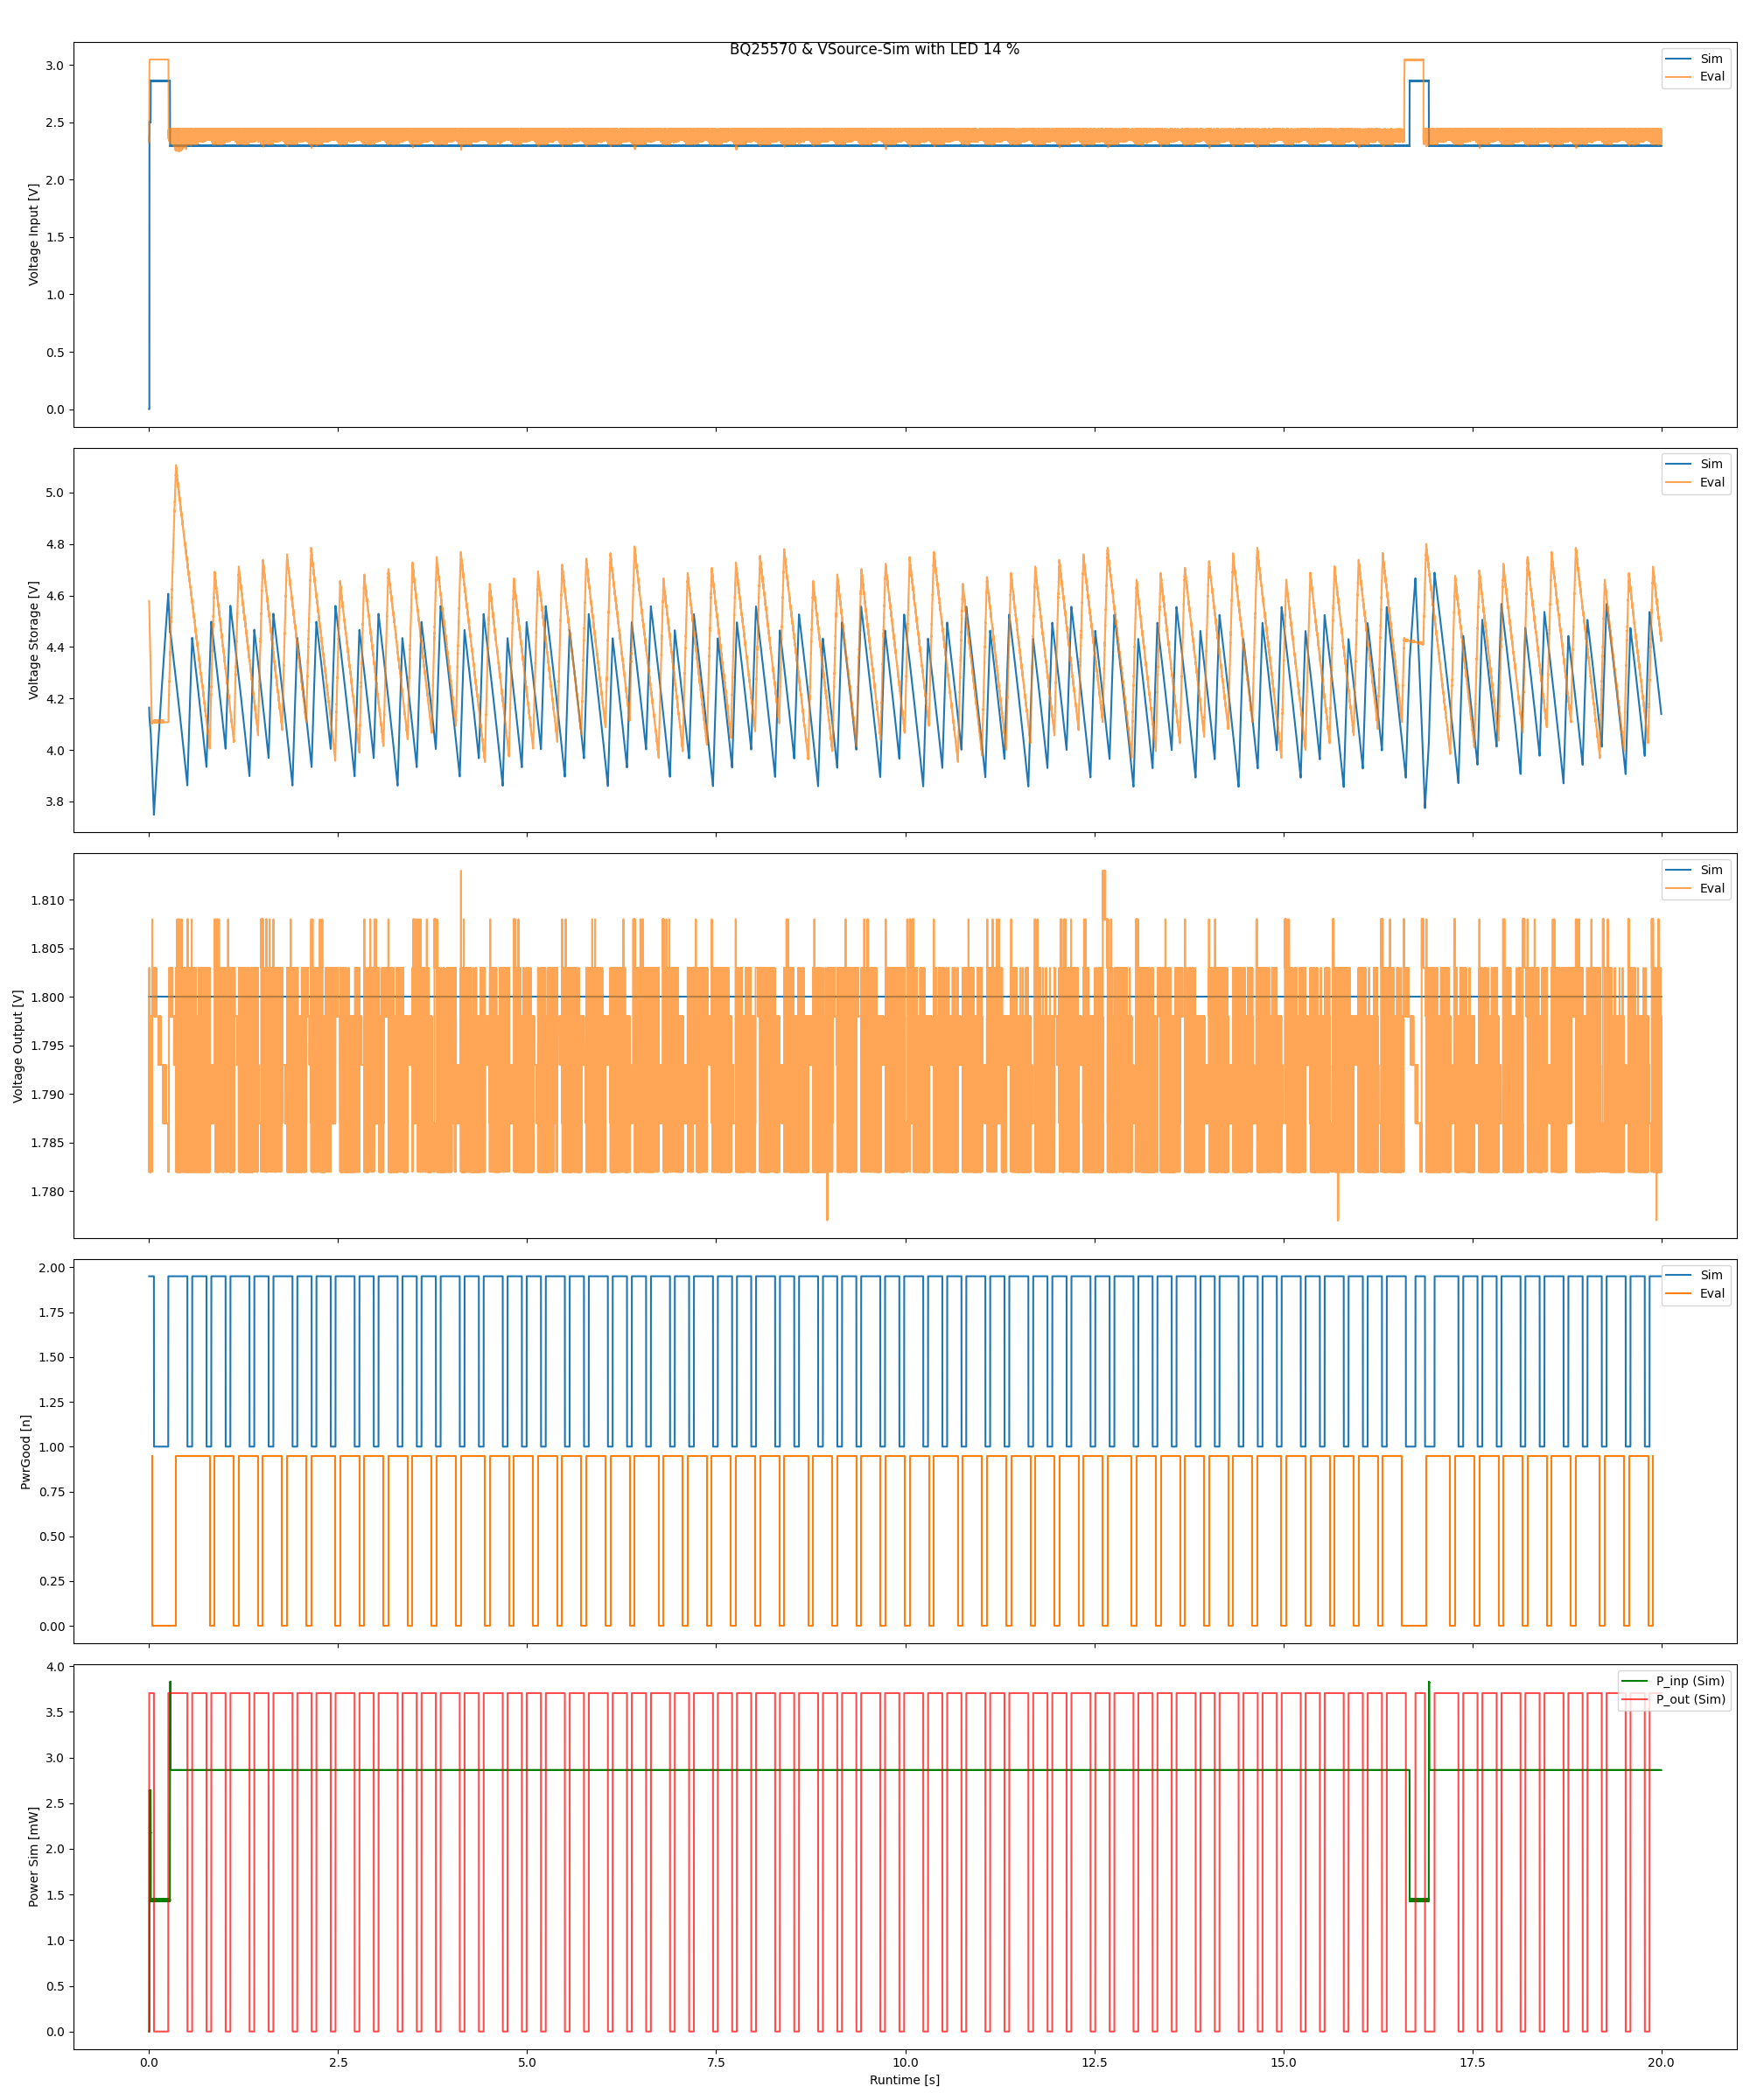 BQ25570 & VSource-Sim with LED 14 %
Voltage Input [V]
3.0
2.5
2.0
1.5
1.0
0.5
0.0
Sim
Eval
Voltage Storage [V]
5.0
4.8
4.6
4.4
4.2
4.0
3.8
Sim
Eval
Voltage Output [V]
1.810
1.805
1.800
1.795
1.790
1.785
1.780
Sim
Eval
PwrGood [n]
2.00
1.75
1.50
1.25
1.00
0.75
0.50
0.25
0.00
Sim
Eval
Power Sim [mW]
4.0
3.5
3.0
2.5
2.0
1.5
1.0
0.5
0.0
P_inp (Sim)
P_out (Sim)
0.0 2.5 5.0 7.5 10.0 12.5 15.0 17.5 20.0
Runtime [s]